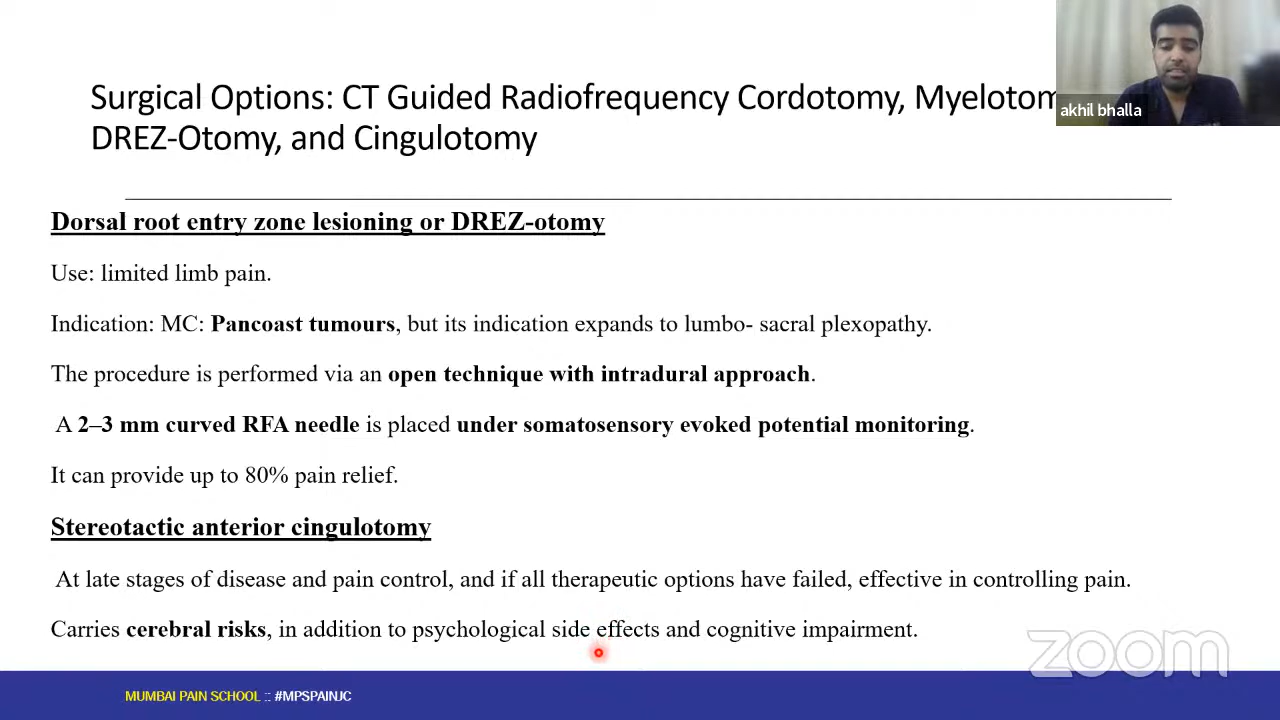 Surgical Options: CT Guided Radiofrequency Cordotomy, Myelotom
DREZ-Otomy, and Cingulotomy
akhil bhalla
Dorsal root entry zone lesioning or DREZ-otomy
Use: limited limb pain.
Indication: MC: Pancoast tumours, but its indication expands to lumbo- sacral plexopathy.
The procedure is performed via an open technique with intradural approach.
A 2–3 mm curved RFA needle is placed under somatosensory evoked potential monitoring.
It can provide up to 80% pain relief.
Stereotactic anterior cingulotomy
At late stages of disease and pain control, and if all therapeutic options have failed, effective in controlling pain.
Carries cerebral risks, in addition to psychological side effects and cognitive impairment.
zoom
MUMBAI PAIN SCHOOL :: #MPSPAINJC